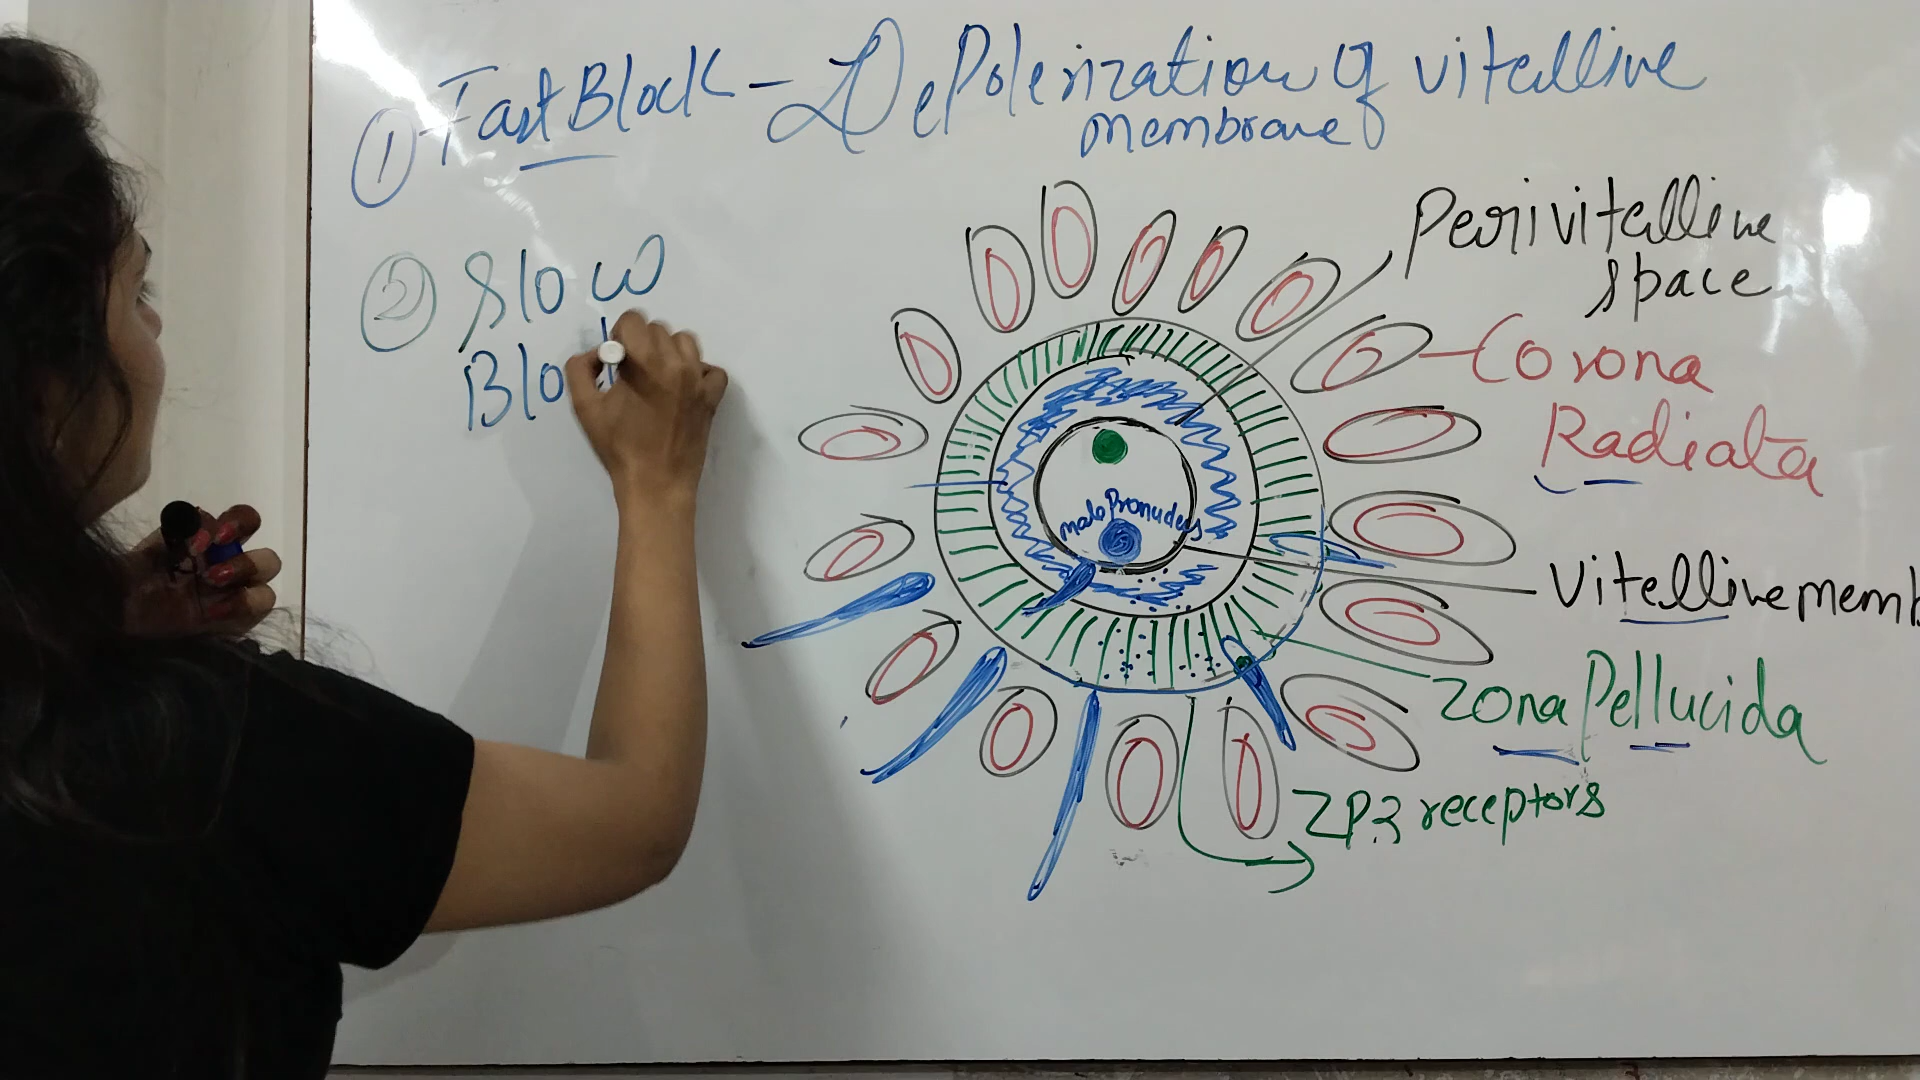 ① Fast Block - Depolerization of vitelline
membrane
② Slow
Bloc
Perivitelline
space
Corona
Radiata
male Pronucleus
Vitelline memb
Zona Pellucida
ZP3 receptors